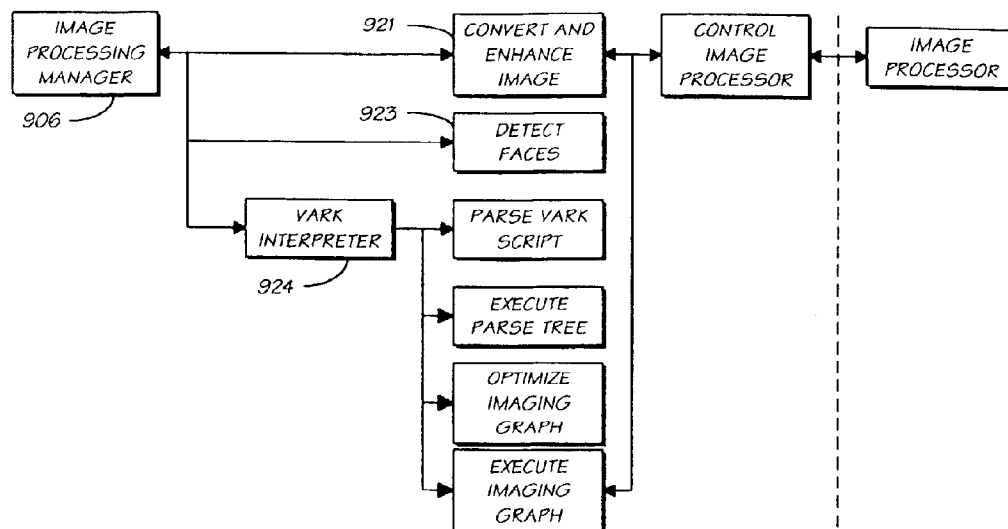 IMAGE
PROCESSING
MANAGER
906
921
CONVERT AND
ENHANCE
IMAGE
CONTROL
IMAGE
PROCESSOR
IMAGE
PROCESSOR
923
DETECT
FACES
VARK
INTERPRETER
924
PARSE VARK
SCRIPT
EXECUTE
PARSE TREE
OPTIMIZE
IMAGING
GRAPH
EXECUTE
IMAGING
GRAPH